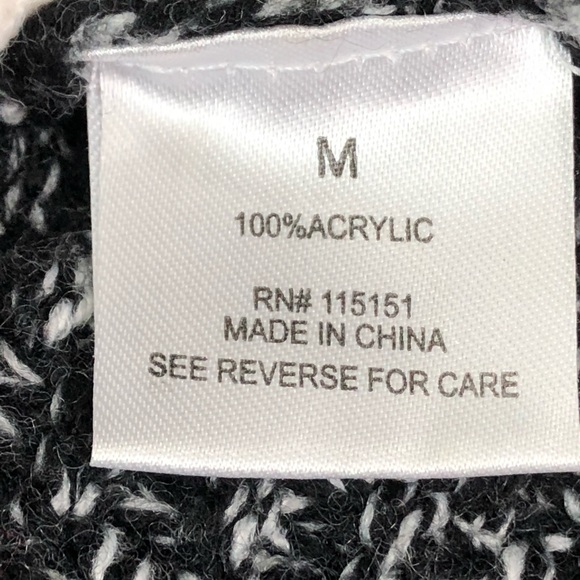 M
100%ACRYLIC
RN# 115151
MADE IN CHINA
SEE REVERSE FOR CARE